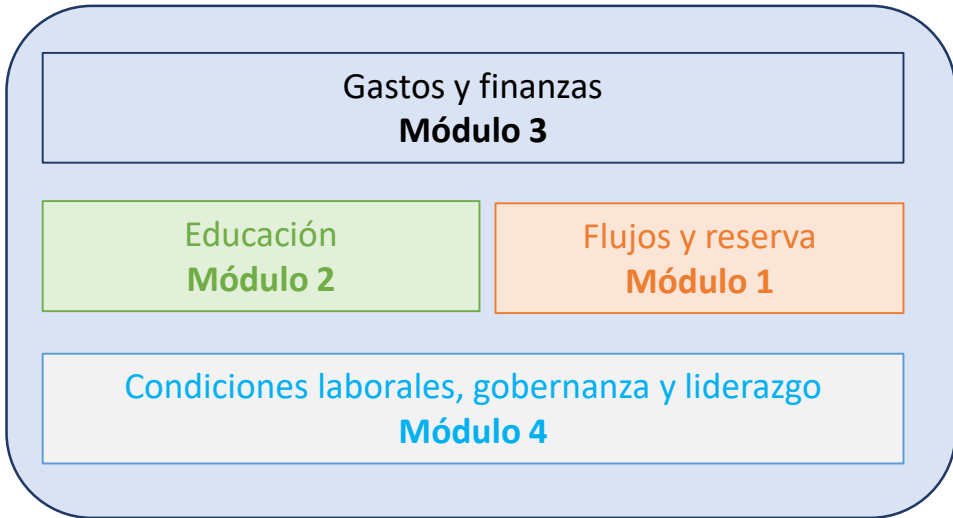 Gastos y finanzas
Módulo 3
Educación
Módulo 2
Flujos y reserva
Módulo 1
Condiciones laborales, gobernanza y liderazgo
Módulo 4